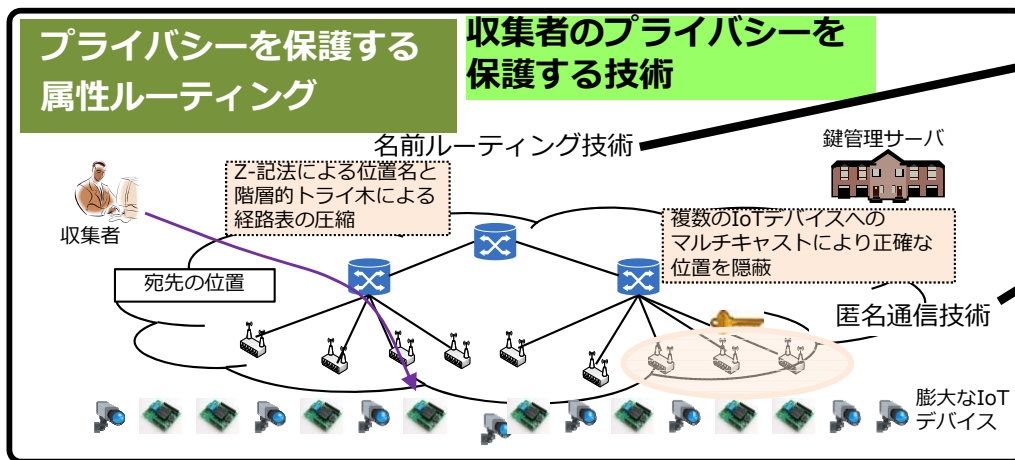 プライバシーを保護する
属性ルーティング
収集者のプライバシーを
保護する技術
名前ルーティング技術
鍵管理サーバ
Z-記法による位置名と
階層的トライ木による
経路表の圧縮
複数のIoTデバイスへの
マルチキャストにより正確な
位置を隠蔽
収集者
宛先の位置
匿名通信技術
膨大なIoT
デバイス